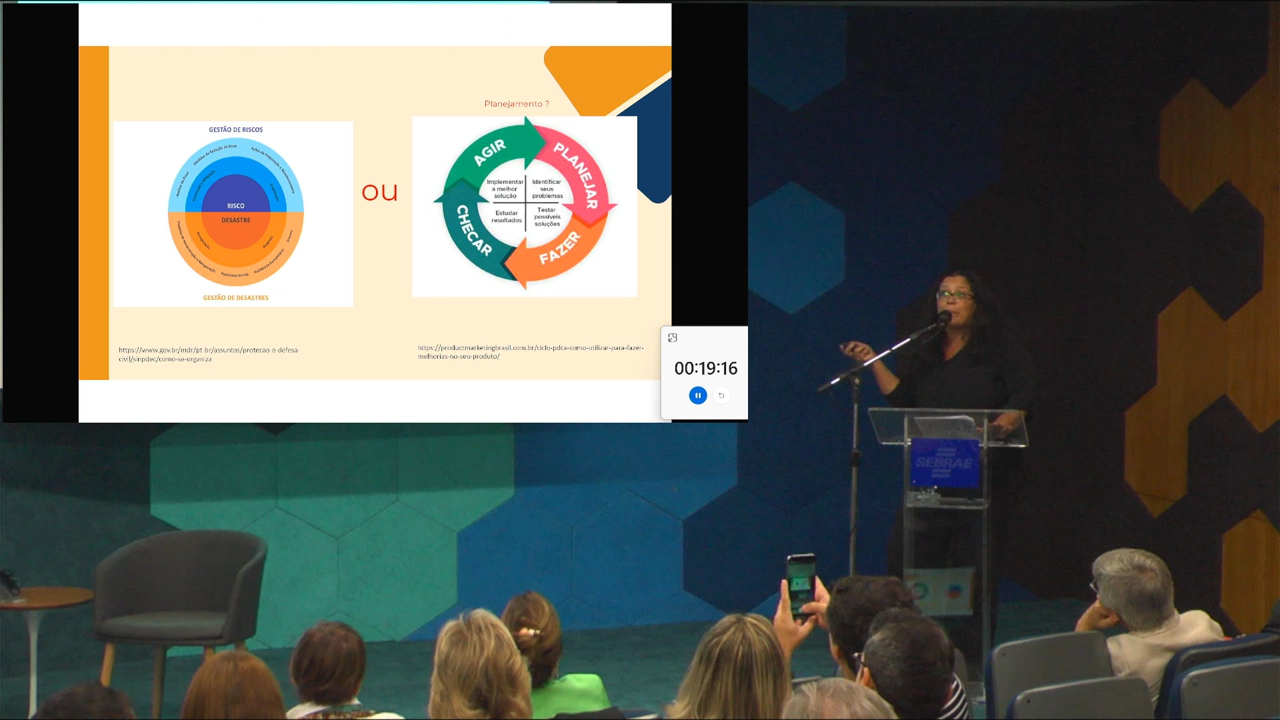 Planejamento ?
GESTÃO DE RISCOS
RISCO
DESASTRE
GESTÃO DE DESASTRES
ou
AGIR
PLANEJAR
FAZER
CHECAR
Implementar
a melhor
solução
Identificar
seus
problemas
Estudar
resultados
Testar
possíveis
soluções
https://www.gov.br/mdr/pt-br/assuntos/protecao-e-defesa
civil/sinpdec/como-se-organiza
https://productmarketingbrasil.com.br/ciclo-pdca-como-utilizar-para-fazer-
melhorias-no-seu-produto/
00:19:16
SEBRAE